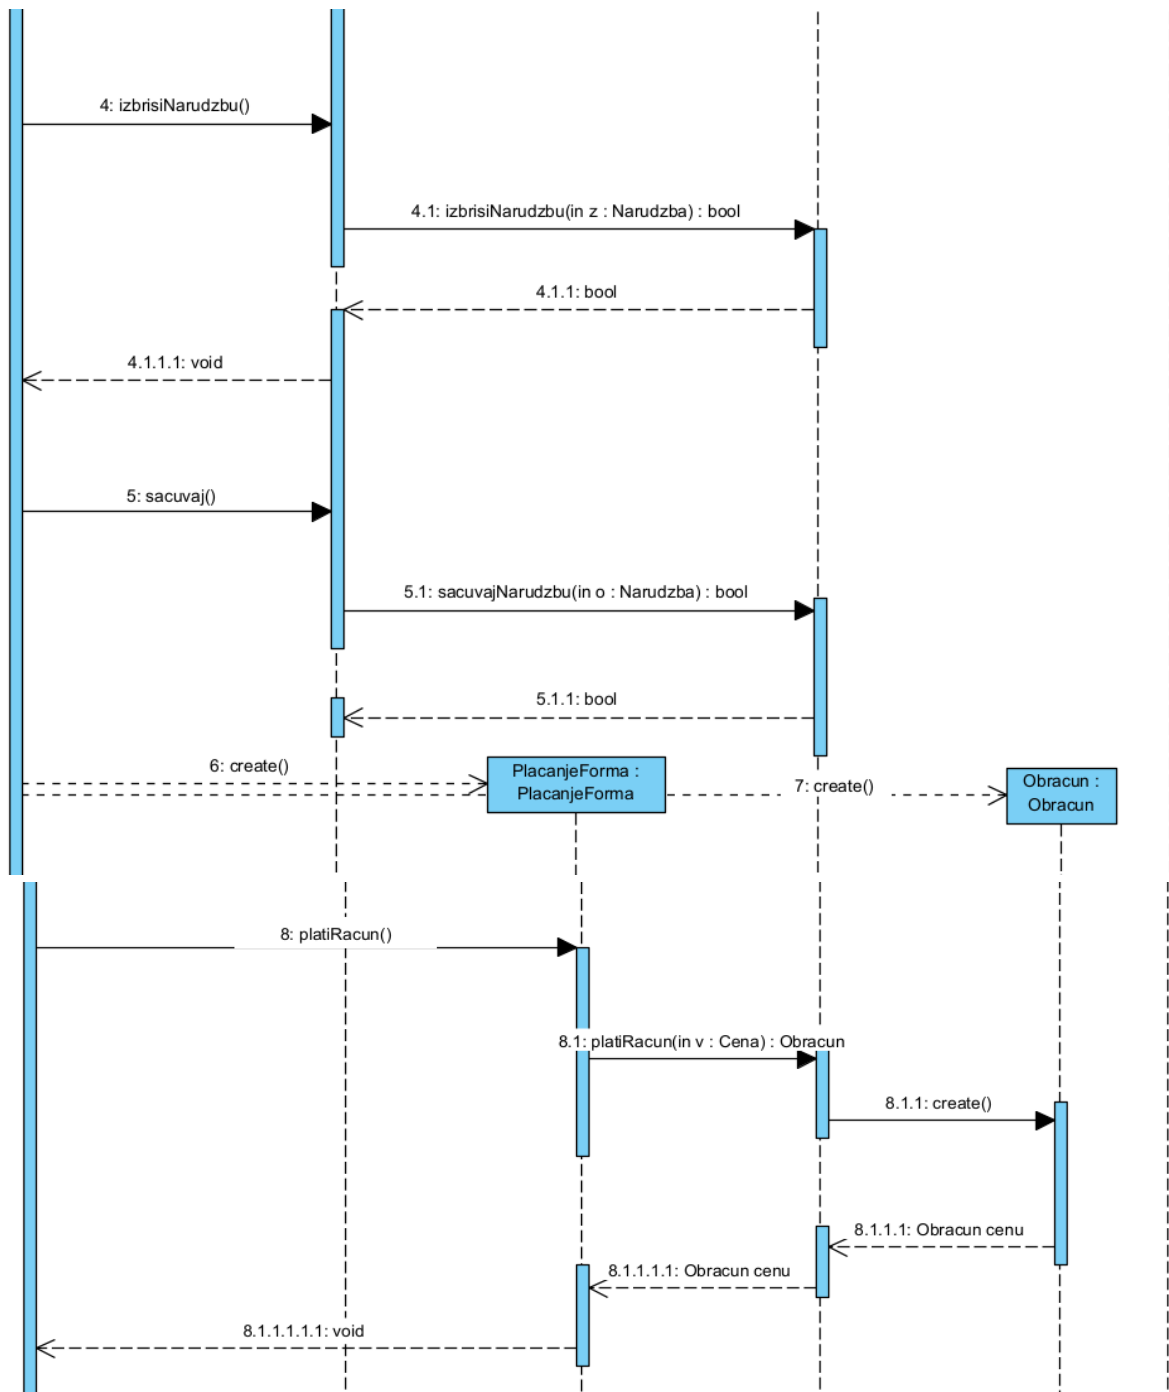 4: izbrisiNarudzbu()
4.1: izbrisiNarudzbu(in z : Narudzba) : bool
4.1.1: bool
4.1.1.1: void
5: sacuvaj()
5.1: sacuvajNarudzbu(in o : Narudzba) : bool
5.1.1: bool
6: create()
PlacanjeForma :
PlacanjeForma
7: create()
Obracun :
Obracun
8: platiRacun()
8.1: platiRacun(in v : Cena) : Obracun
8.1.1: create()
8.1.1.1: Obracun cenu
8.1.1.1.1: Obracun cenu
8.1.1.1.1.1: void